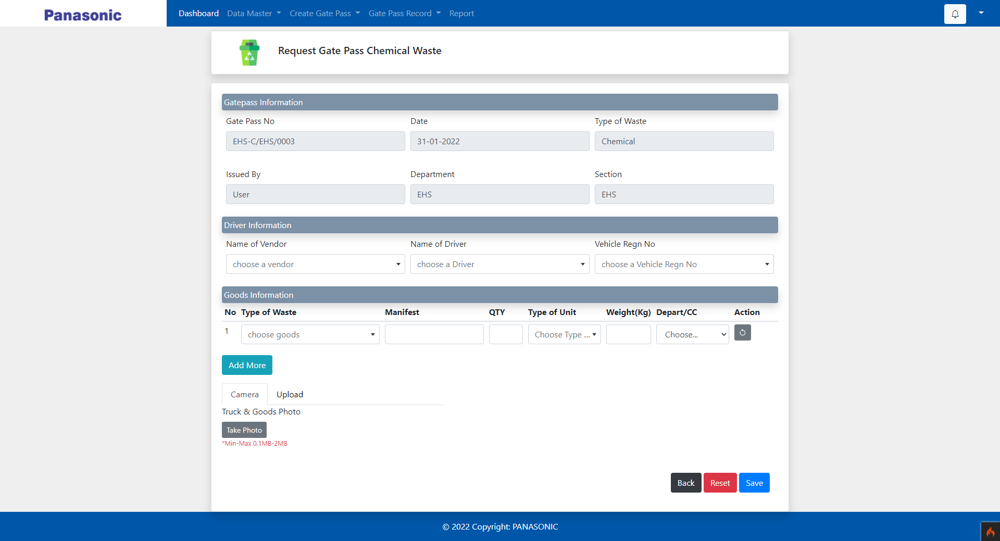 Panasonic
Dashboard Data Master Create Gate Pass Gate Pass Record Report
Request Gate Pass Chemical Waste
Gatepass Information
Gate Pass No Date Type of Waste
EHS-C/EHS/0003 31-01-2022 Chemical
Issued By Department Section
User EHS EHS
Driver Information
Name of Vendor Name of Driver Vehicle Regn No
choose a vendor choose a Driver choose a Vehicle Regn No
Goods Information
No Type of Waste Manifest QTY Type of Unit Weight(Kg) Depart/CC Action
1 choose goods Choose Type ... Choose...
Add More
Camera Upload
Truck & Goods Photo
Take Photo
*Min-Max 0.1MB-2MB
Back Reset Save
© 2022 Copyright: PANASONIC